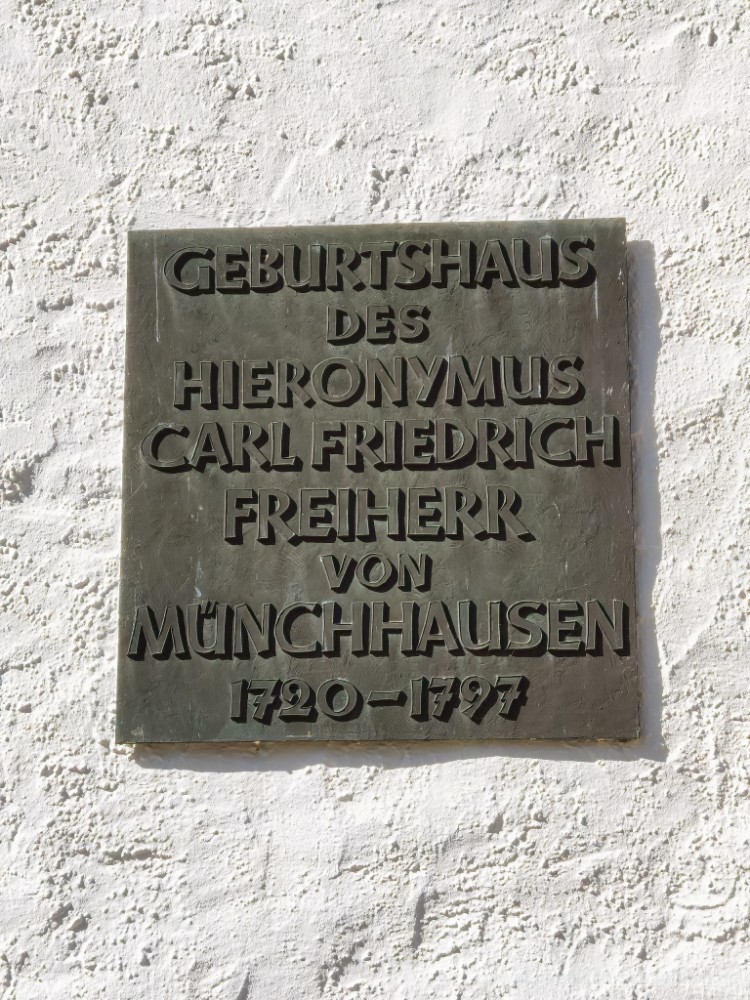 GEBURTSHAUS
DES
HIERONYMUS
CARL FRIEDRICH
FREIHERR
VON
MÜNCHHAUSEN
1720–1797